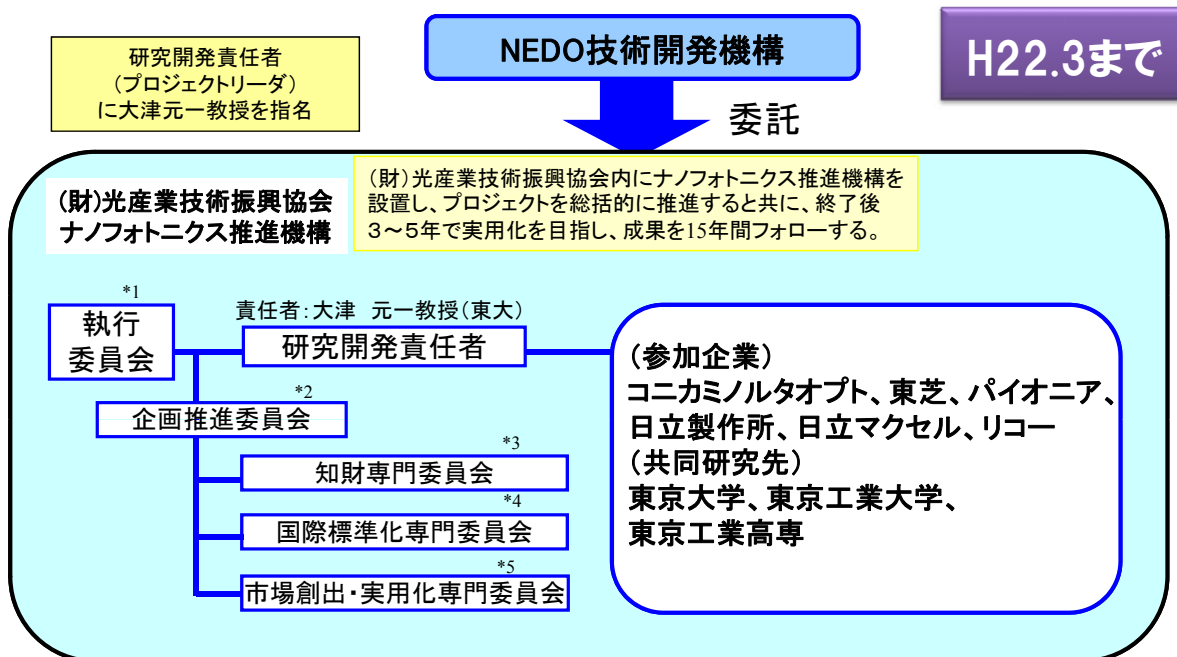 研究開発責任者
(プロジェクトリーダ)
に大津元一教授を指名
NEDO技術開発機構
H22.3まで
委託
(財)光産業技術振興協会
ナノフォトニクス推進機構
(財)光産業技術振興協会内にナノフォトニクス推進機構を
設置し、プロジェクトを総括的に推進すると共に、終了後
3~5年で実用化を目指し、成果を15年間フォローする。
*1
執行
委員会
責任者:大津 元一教授(東大)
研究開発責任者
*2
企画推進委員会
*3
知財専門委員会
*4
国際標準化専門委員会
*5
市場創出・実用化専門委員会
(参加企業)
コニカミノルタオプト、東芝、パイオニア、
日立製作所、日立マクセル、リコー
(共同研究先)
東京大学、東京工業大学、
東京工業高専